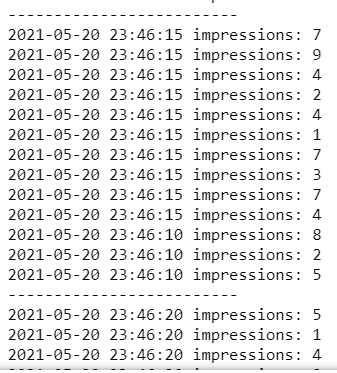 -------------------------
2021-05-20 23:46:15 impressions: 7
2021-05-20 23:46:15 impressions: 9
2021-05-20 23:46:15 impressions: 4
2021-05-20 23:46:15 impressions: 2
2021-05-20 23:46:15 impressions: 4
2021-05-20 23:46:15 impressions: 1
2021-05-20 23:46:15 impressions: 7
2021-05-20 23:46:15 impressions: 3
2021-05-20 23:46:15 impressions: 7
2021-05-20 23:46:15 impressions: 4
2021-05-20 23:46:10 impressions: 8
2021-05-20 23:46:10 impressions: 2
2021-05-20 23:46:10 impressions: 5
-------------------------
2021-05-20 23:46:20 impressions: 5
2021-05-20 23:46:20 impressions: 1
2021-05-20 23:46:20 impressions: 4